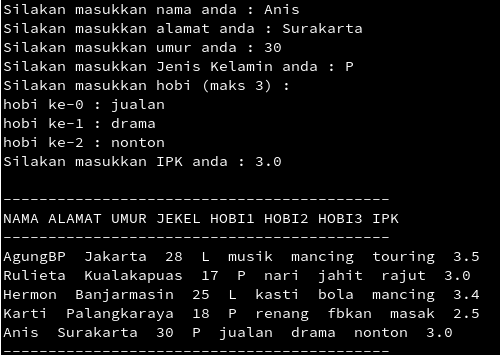 Silakan masukkan nama anda : Anis
Silakan masukkan alamat anda : Surakarta
Silakan masukkan umur anda : 30
Silakan masukkan Jenis Kelamin anda : P
Silakan masukkan hobi (maks 3) :
hobi ke-0 : jualan
hobi ke-1 : drama
hobi ke-2 : nonton
Silakan masukkan IPK anda : 3.0
------------------------------------------
NAMA ALAMAT UMUR JEKEL HOBI1 HOBI2 HOBI3 IPK
------------------------------------------
AgungBP  Jakarta  28  L  musik  mancing  touring  3.5
Rulieta  Kualakapuas  17  P  nari  jahit  rajut  3.0
Hermon  Banjarmasin  25  L  kasti  bola  mancing  3.4
Karti  Palangkaraya  18  P  renang  fbkan  masak  2.5
Anis  Surakarta  30  P  jualan  drama  nonton  3.0
------------------------------------------